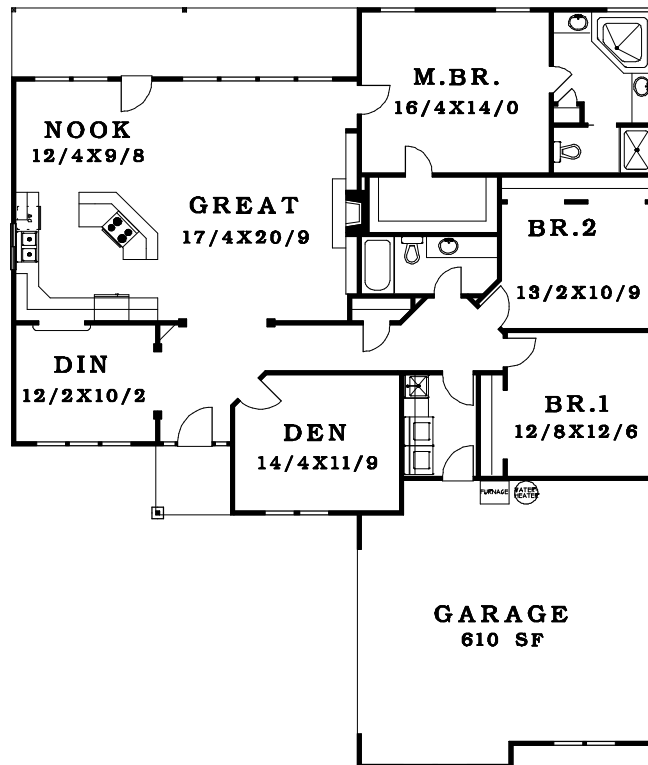 M.BR.
16/4X14/0
NOOK
12/4X9/8
GREAT
17/4X20/9
BR.2
13/2X10/9
DIN
12/2X10/2
BR.1
12/8X12/6
DEN
14/4X11/9
FURNACE
WATER
HEATER
GARAGE
610 SF